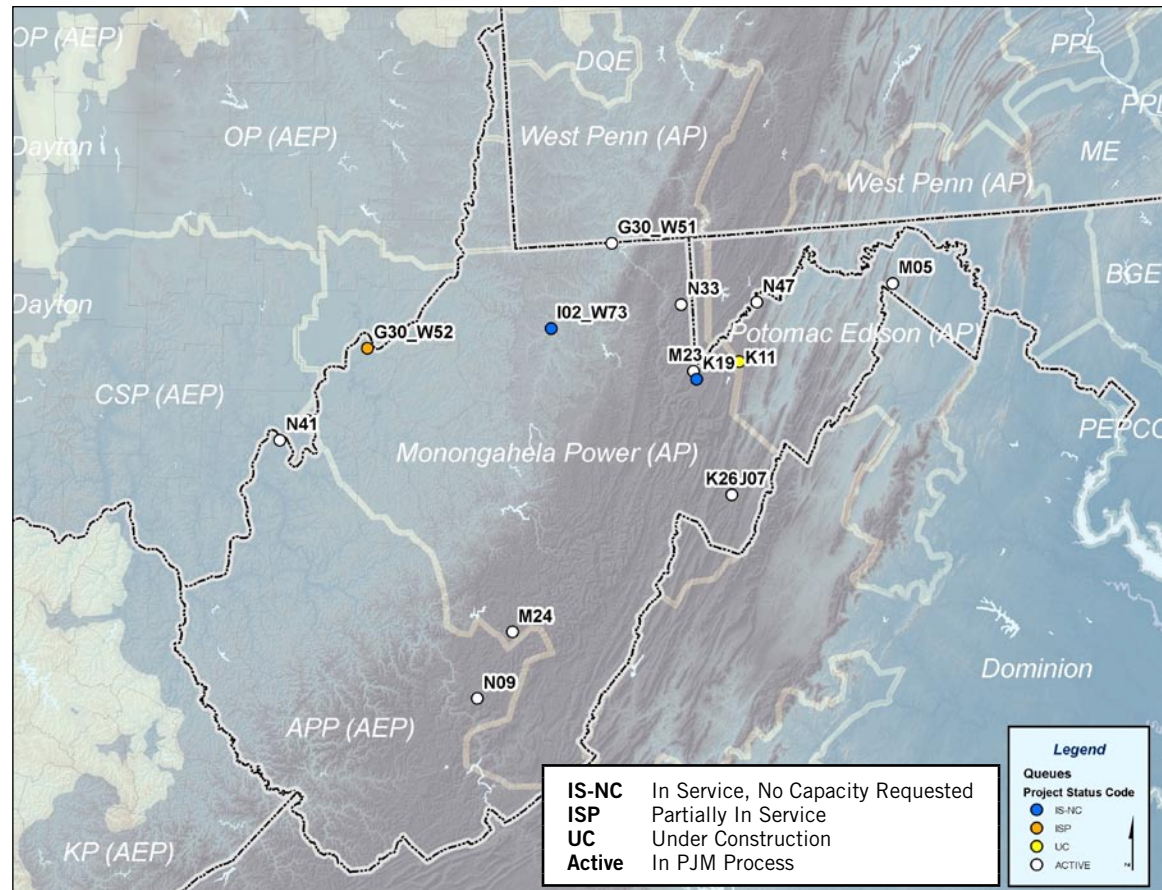 OP (AEP)
DQE
PPL
PPL
OP (AEP)
West Penn (AP)
Dayton
ME
West Penn (AP)
G30_W51
M05
BGE
Dayton
N33
N47
I02_W73
Potomac Edison (AP)
G30_W52
M23
K19
K11
CSP (AEP)
N41
PEPCO
Monongahela Power (AP)
K26J07
M24
Dominion
N09
APP (AEP)
KP (AEP)
IS-NC In Service, No Capacity Requested
ISP Partially In Service
UC Under Construction
Active In PJM Process
Legend
Queues
Project Status Code
IS-NC
ISP
UC
ACTIVE